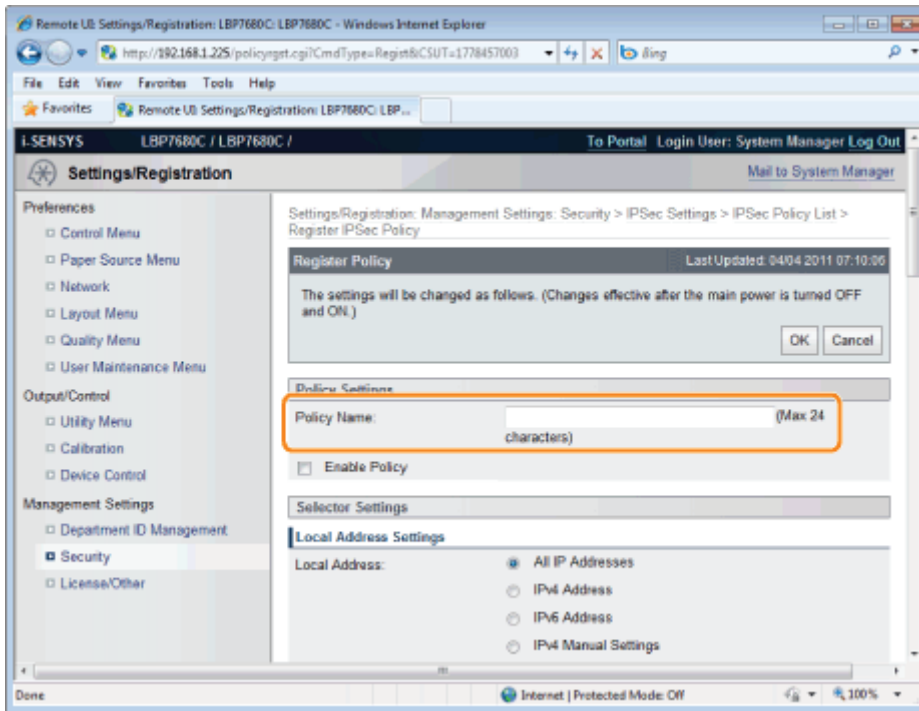 Remote UI: Settings/Registration: LBP7680C: LBP7680C - Windows Internet Explorer
http://192.168.1.225/policyrgst.cgi?CmdType=Regist&CSUT=1778457003
Bing
File Edit View Favorites Tools Help
Favorites Remote UI: Settings/Registration: LBP7680C: LBP...
i-SENSYS LBP7680C / LBP7680C / To Portal Login User: System Manager Log Out
Settings/Registration Mail to System Manager
Preferences
Control Menu
Paper Source Menu
Network
Layout Menu
Quality Menu
User Maintenance Menu
Output/Control
Utility Menu
Calibration
Device Control
Management Settings
Department ID Management
Security
License/Other
Settings/Registration: Management Settings: Security > IPSec Settings > IPSec Policy List >
Register IPSec Policy
Register Policy Last Updated: 04/04 2011 07:10:06
The settings will be changed as follows. (Changes effective after the main power is turned OFF
and ON.)
OK Cancel
Policy Settings
Policy Name: (Max 24
characters)
Enable Policy
Selector Settings
Local Address Settings
Local Address: All IP Addresses
IPv4 Address
IPv6 Address
IPv4 Manual Settings
Done Internet | Protected Mode: Off 100%